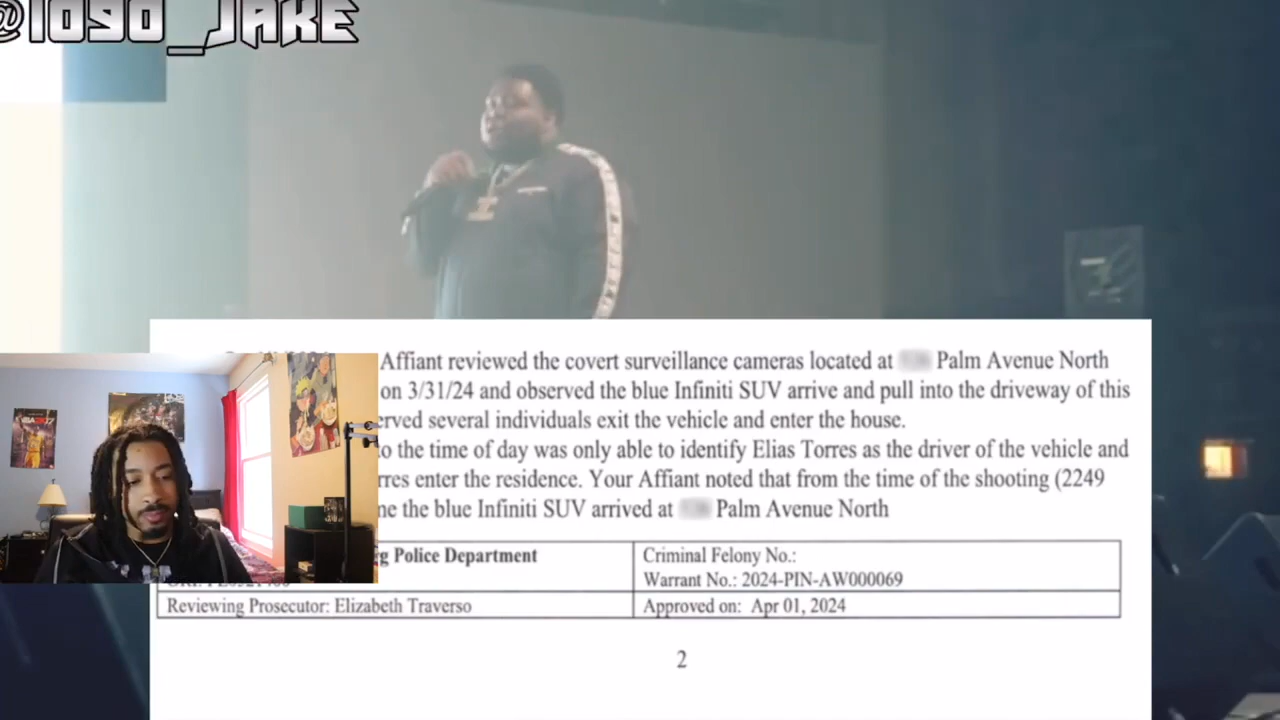 @1090_JAKE
Affiant reviewed the covert surveillance cameras located at Palm Avenue North
on 3/31/24 and observed the blue Infiniti SUV arrive and pull into the driveway of this
erved several individuals exit the vehicle and enter the house.
o the time of day was only able to identify Elias Torres as the driver of the vehicle and
rres enter the residence. Your Affiant noted that from the time of the shooting (2249
ne the blue Infiniti SUV arrived at Palm Avenue North
g Police Department
Criminal Felony No.:
Warrant No.: 2024-PIN-AW000069
Reviewing Prosecutor: Elizabeth Traverso
Approved on: Apr 01, 2024
2